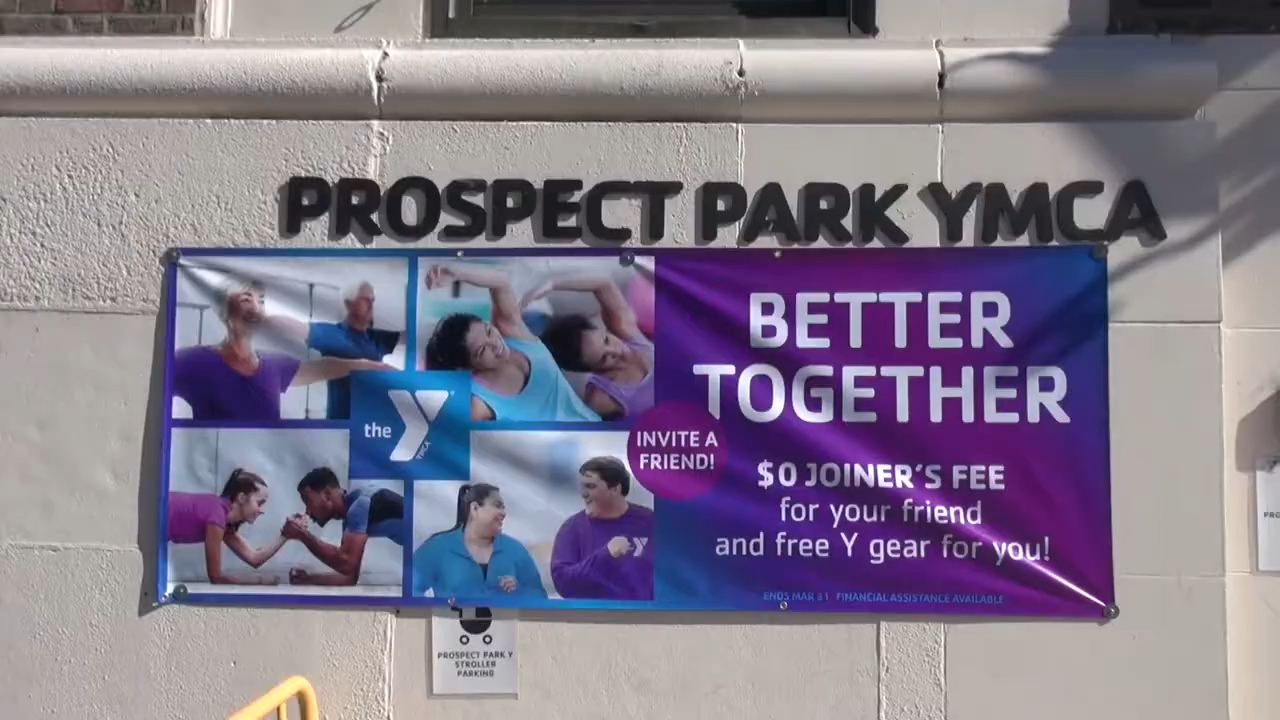 PROSPECT PARK YMCA
BETTER
TOGETHER
the Y
YMCA
INVITE A
FRIEND!
$0 JOINER'S FEE
for your friend
and free Y gear for you!
ENDS MAR 31 FINANCIAL ASSISTANCE AVAILABLE
PROSPECT PARK Y
STROLLER
PARKING